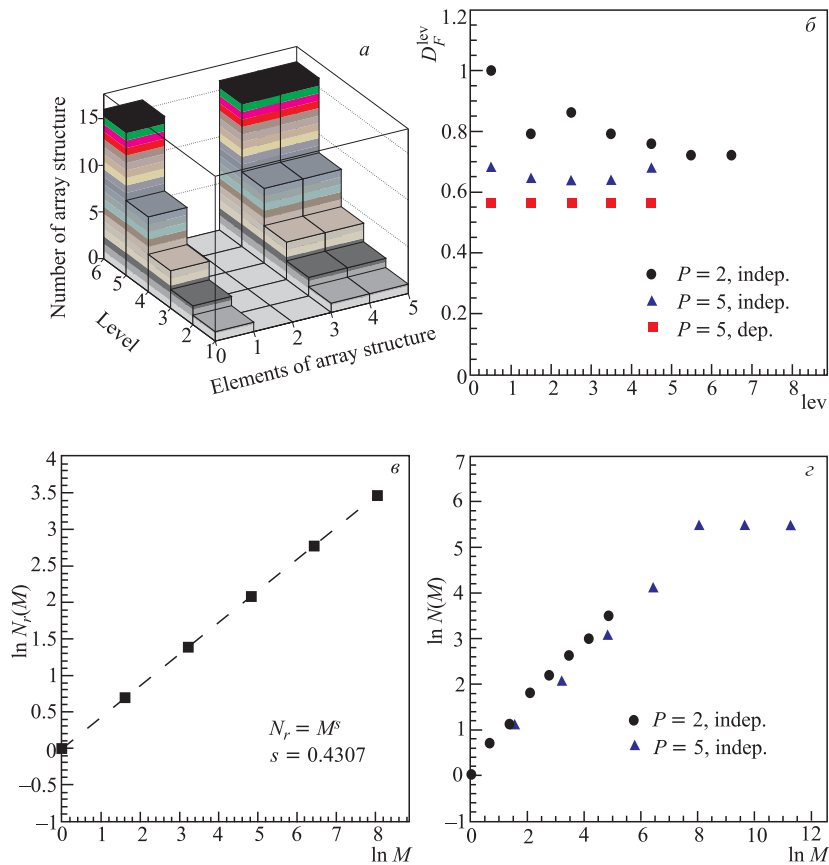 а
Number of array structure
15
10
5
0
6
5
4
3
2
1
Level
0
1
2
3
4
5
Elements of array structure
б
D_F^lev
1.2
1
0.8
0.6
0.4
0.2
0
P = 2, indep.
P = 5, indep.
P = 5, dep.
1 2 3 4 5 6 7 8
lev
в
ln N_r(M)
4
3.5
3
2.5
2
1.5
1
0.5
0
−0.5
−1
N_r = M^s
s = 0.4307
0 1 2 3 4 5 6 7 8
ln M
г
ln N(M)
7
6
5
4
3
2
1
0
−1
P = 2, indep.
P = 5, indep.
0 2 4 6 8 10 12
ln M